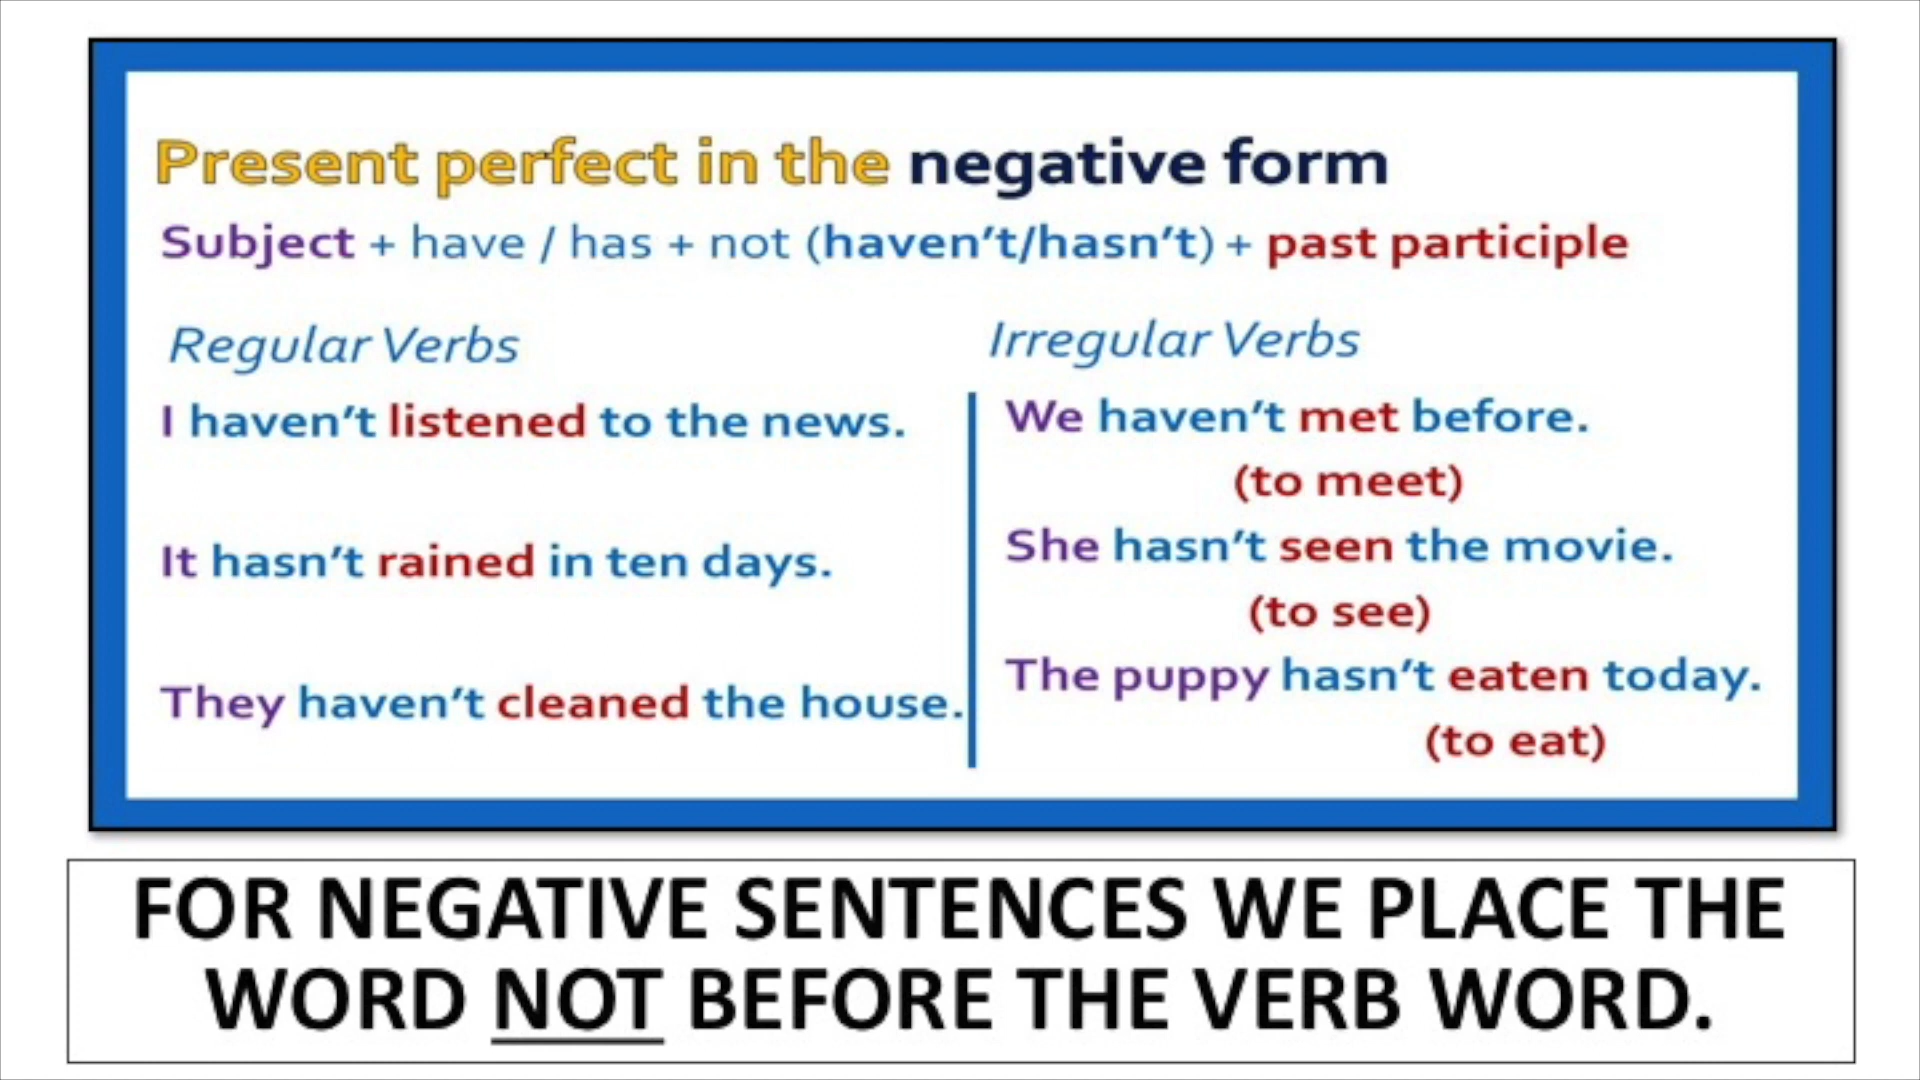 Present perfect in the negative form
Subject + have / has + not (haven't/hasn't) + past participle
Regular Verbs
I haven't listened to the news.
It hasn't rained in ten days.
They haven't cleaned the house.
Irregular Verbs
We haven't met before.
(to meet)
She hasn't seen the movie.
(to see)
The puppy hasn't eaten today.
(to eat)
FOR NEGATIVE SENTENCES WE PLACE THE
WORD NOT BEFORE THE VERB WORD.